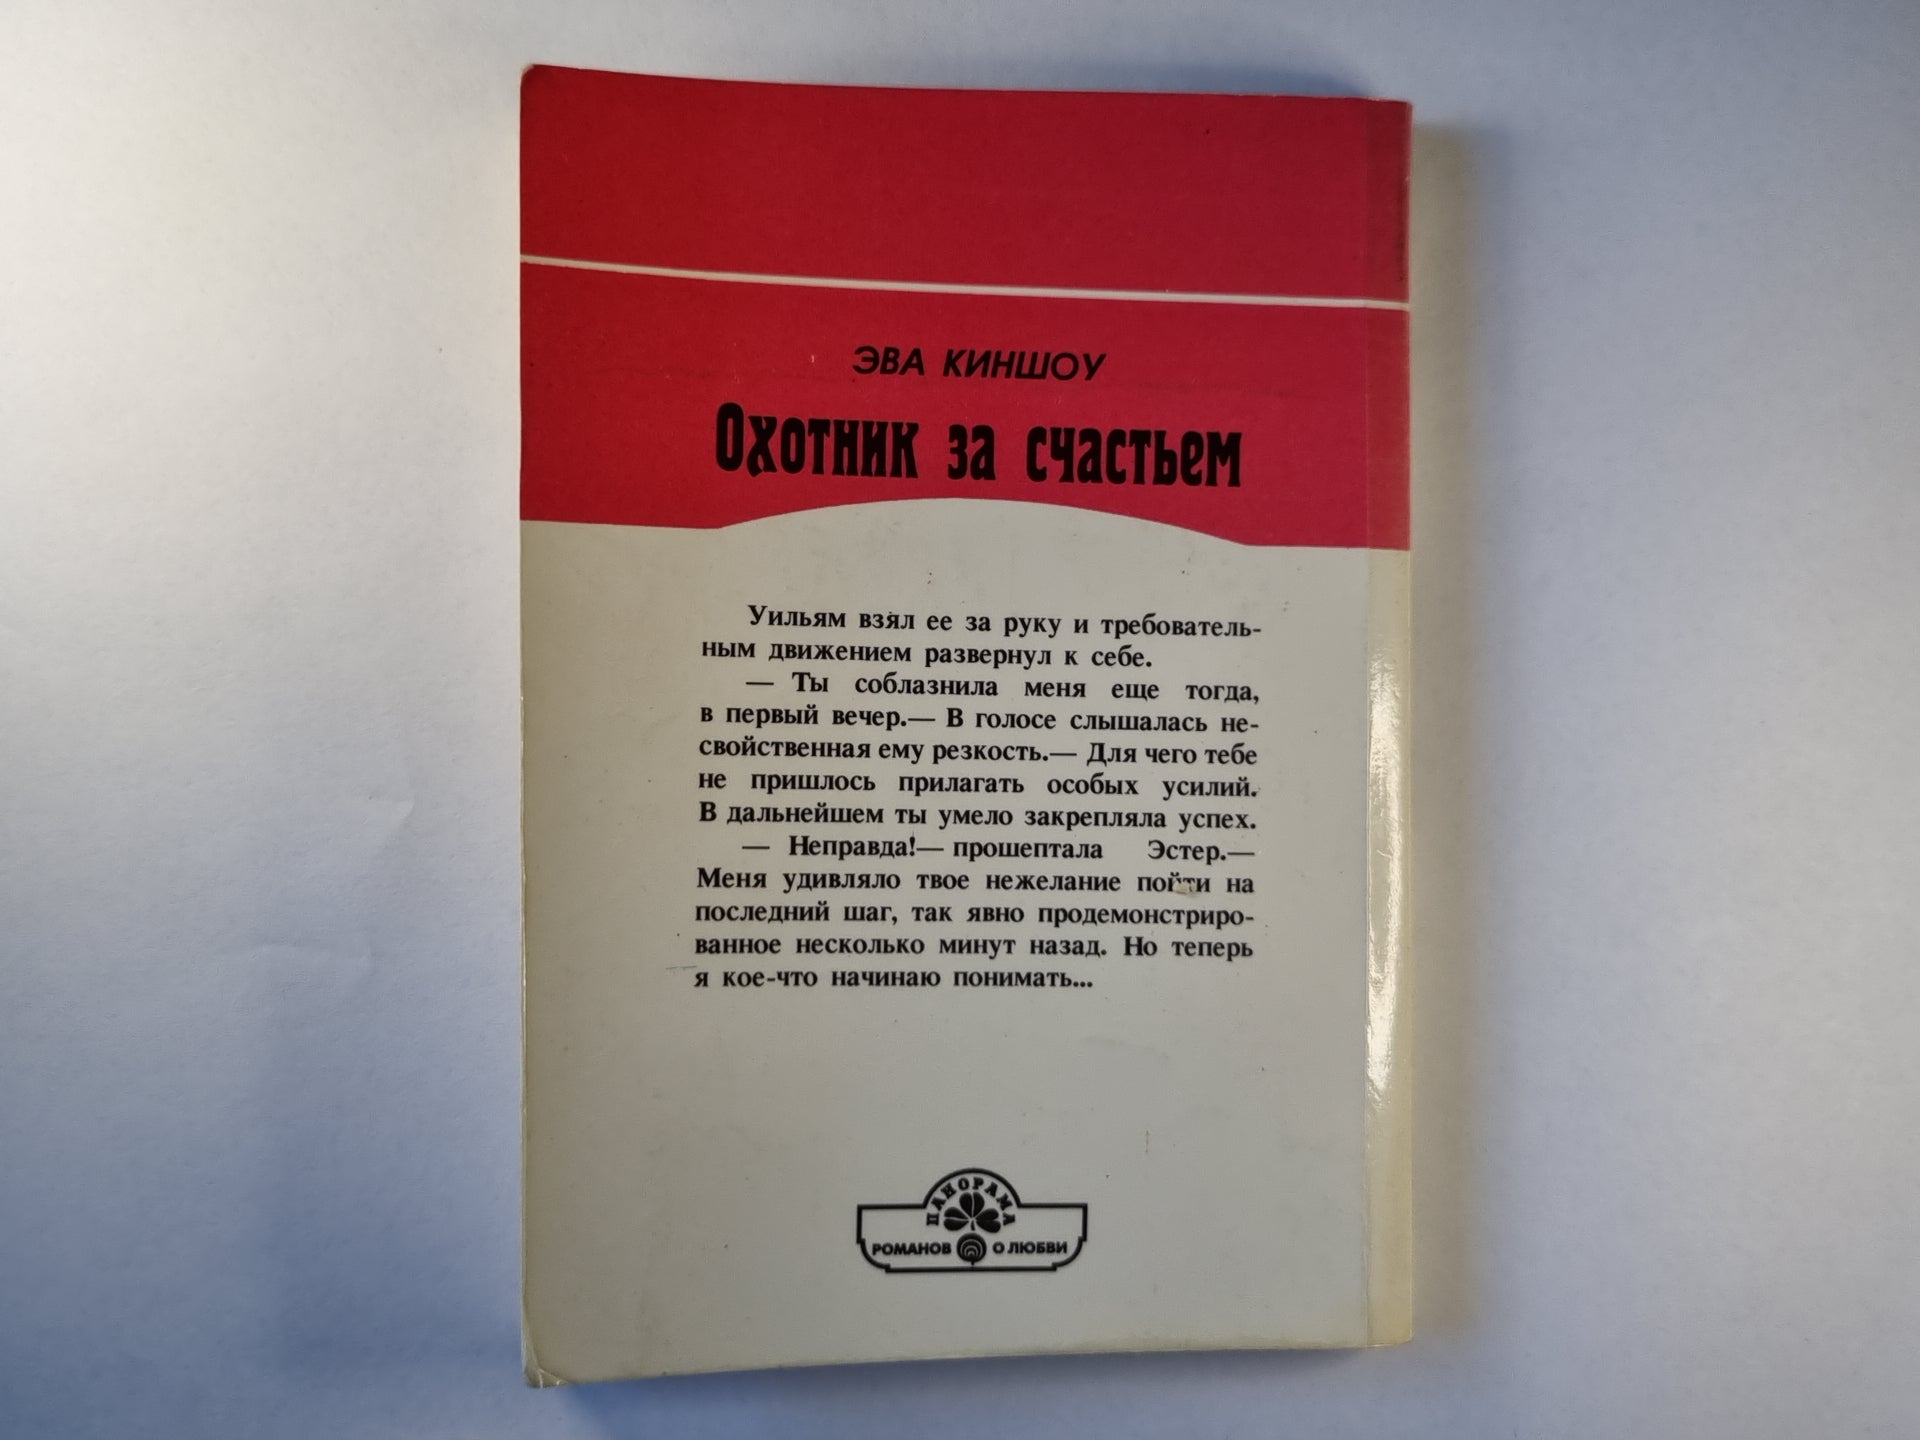 ЭВА КИНШОУ
Охотник за счастьем
Уильям взял ее за руку и требователь-
ным движением развернул к себе.
— Ты соблазнила меня еще тогда,
в первый вечер.— В голосе слышалась не-
свойственная ему резкость.— Для чего тебе
не пришлось прилагать особых усилий.
В дальнейшем ты умело закрепляла успех.
— Неправда!— прошептала Эстер.—
Меня удивляло твое нежелание пойти на
последний шаг, так явно продемонстриро-
ванное несколько минут назад. Но теперь
я кое-что начинаю понимать...
ПАНОРАМА
РОМАНОВ О ЛЮБВИ